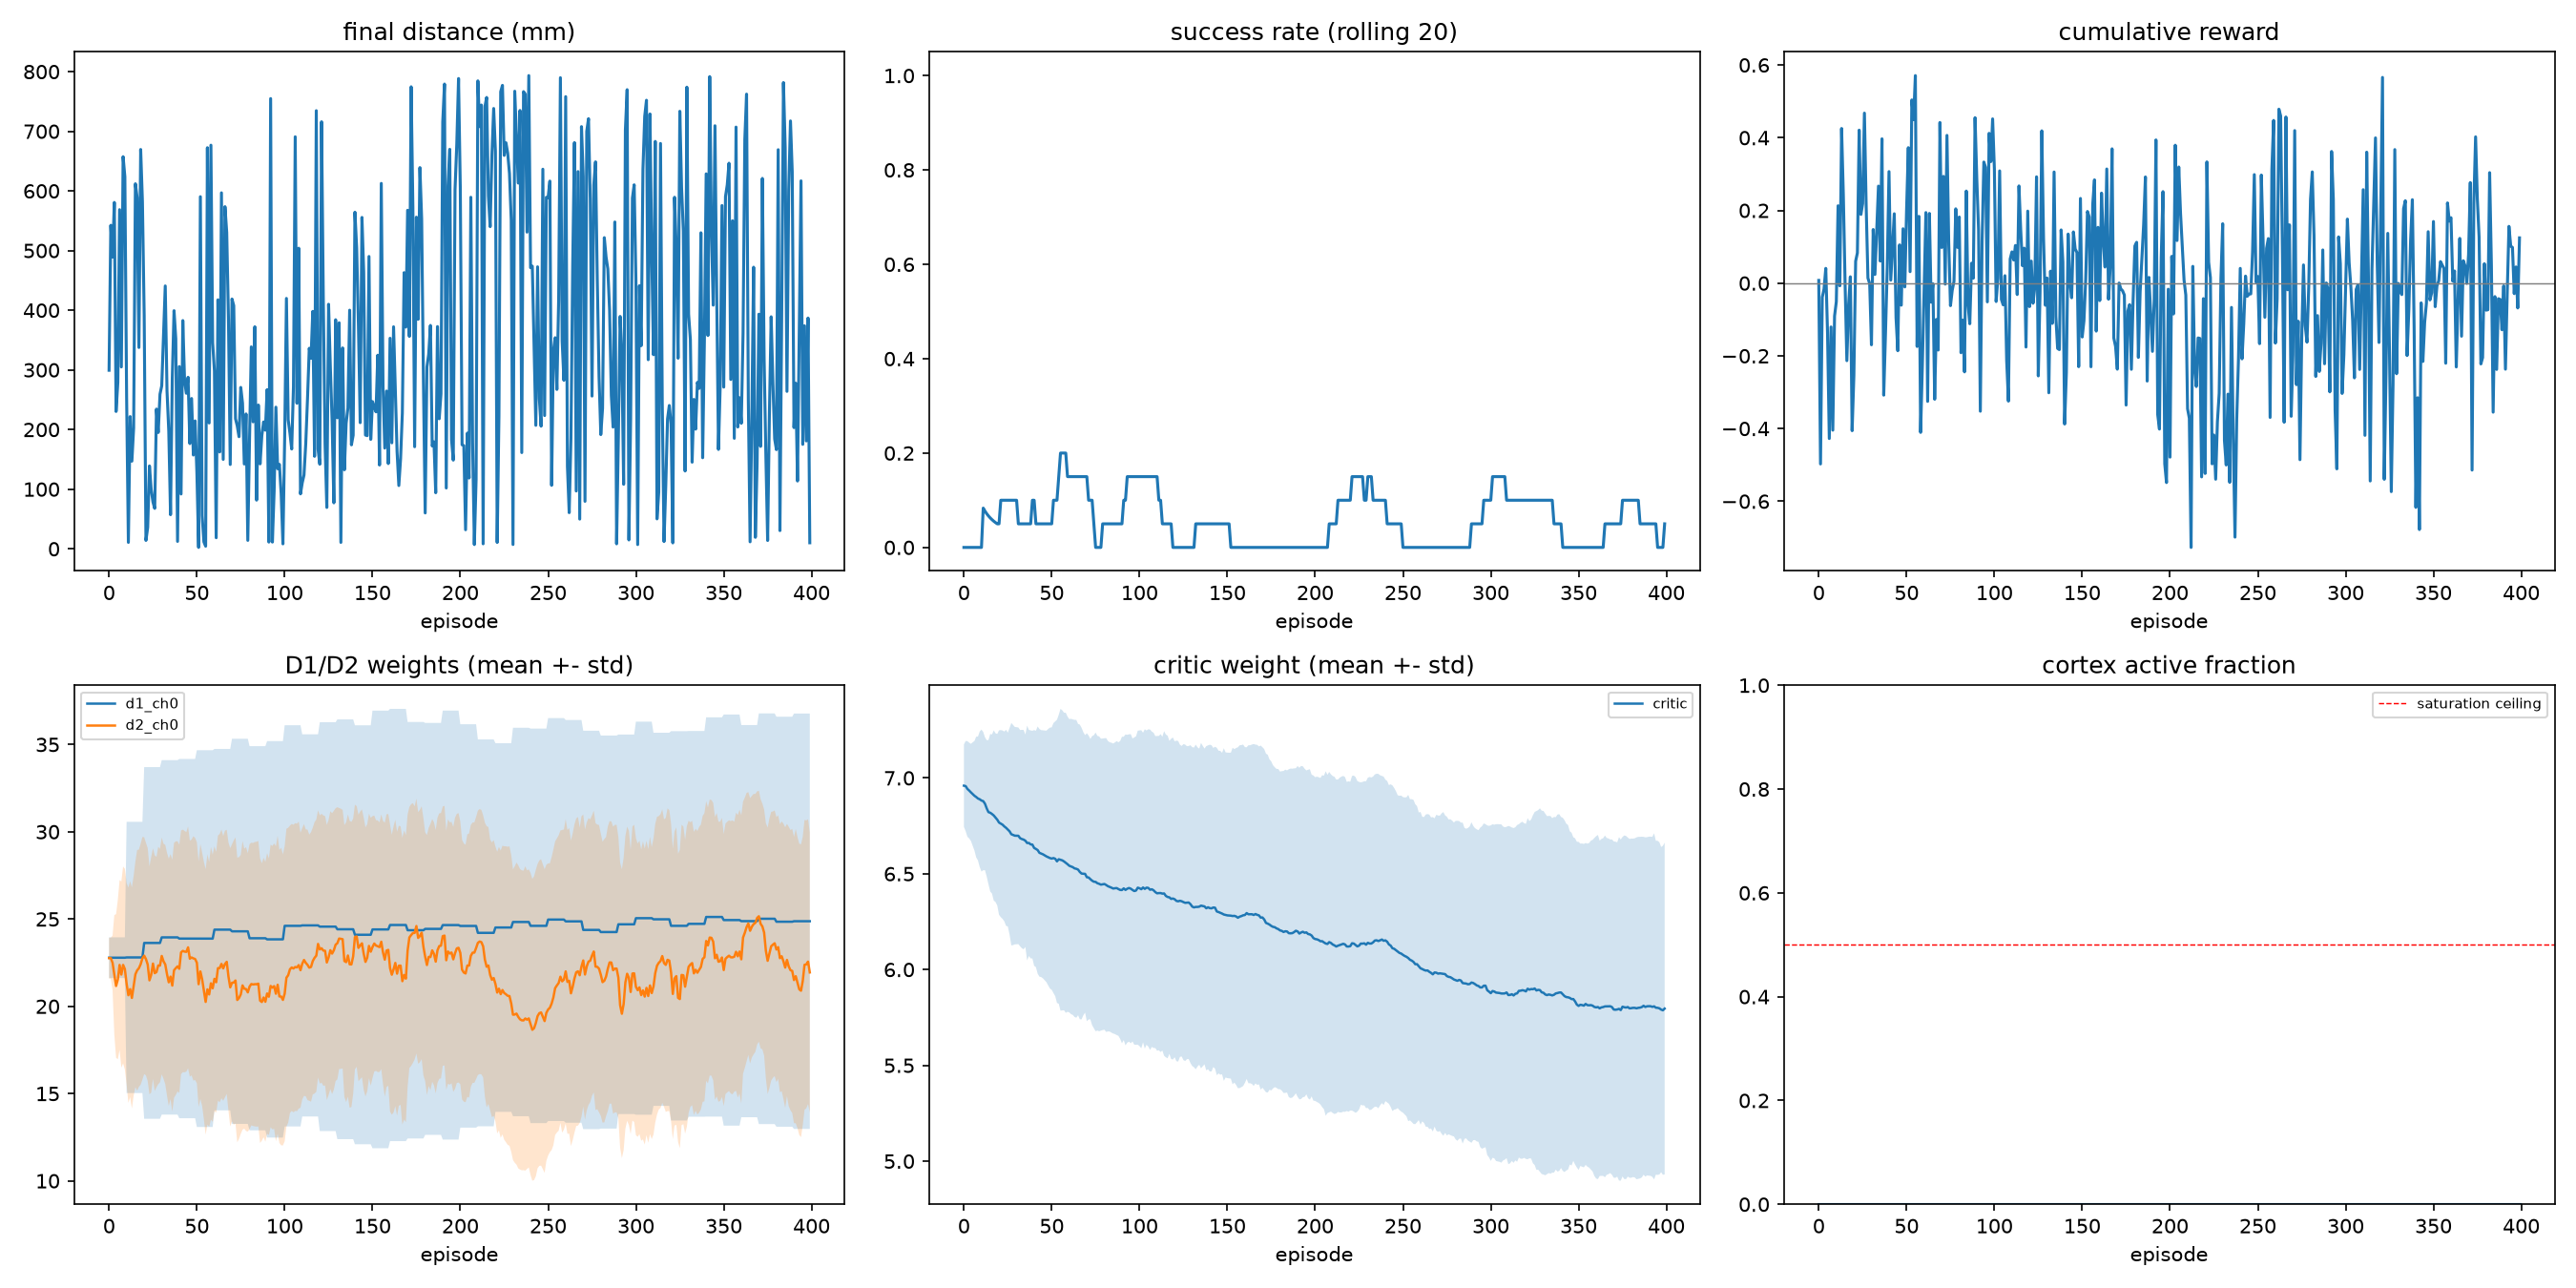 final distance (mm)
800
700
600
500
400
300
200
100
0
0 50 100 150 200 250 300 350 400
episode
success rate (rolling 20)
1.0
0.8
0.6
0.4
0.2
0.0
0 50 100 150 200 250 300 350 400
episode
cumulative reward
0.6
0.4
0.2
0.0
−0.2
−0.4
−0.6
0 50 100 150 200 250 300 350 400
episode
D1/D2 weights (mean +- std)
d1_ch0
d2_ch0
35
30
25
20
15
10
0 50 100 150 200 250 300 350 400
episode
critic weight (mean +- std)
critic
7.0
6.5
6.0
5.5
5.0
0 50 100 150 200 250 300 350 400
episode
cortex active fraction
saturation ceiling
1.0
0.8
0.6
0.4
0.2
0.0
0 50 100 150 200 250 300 350 400
episode